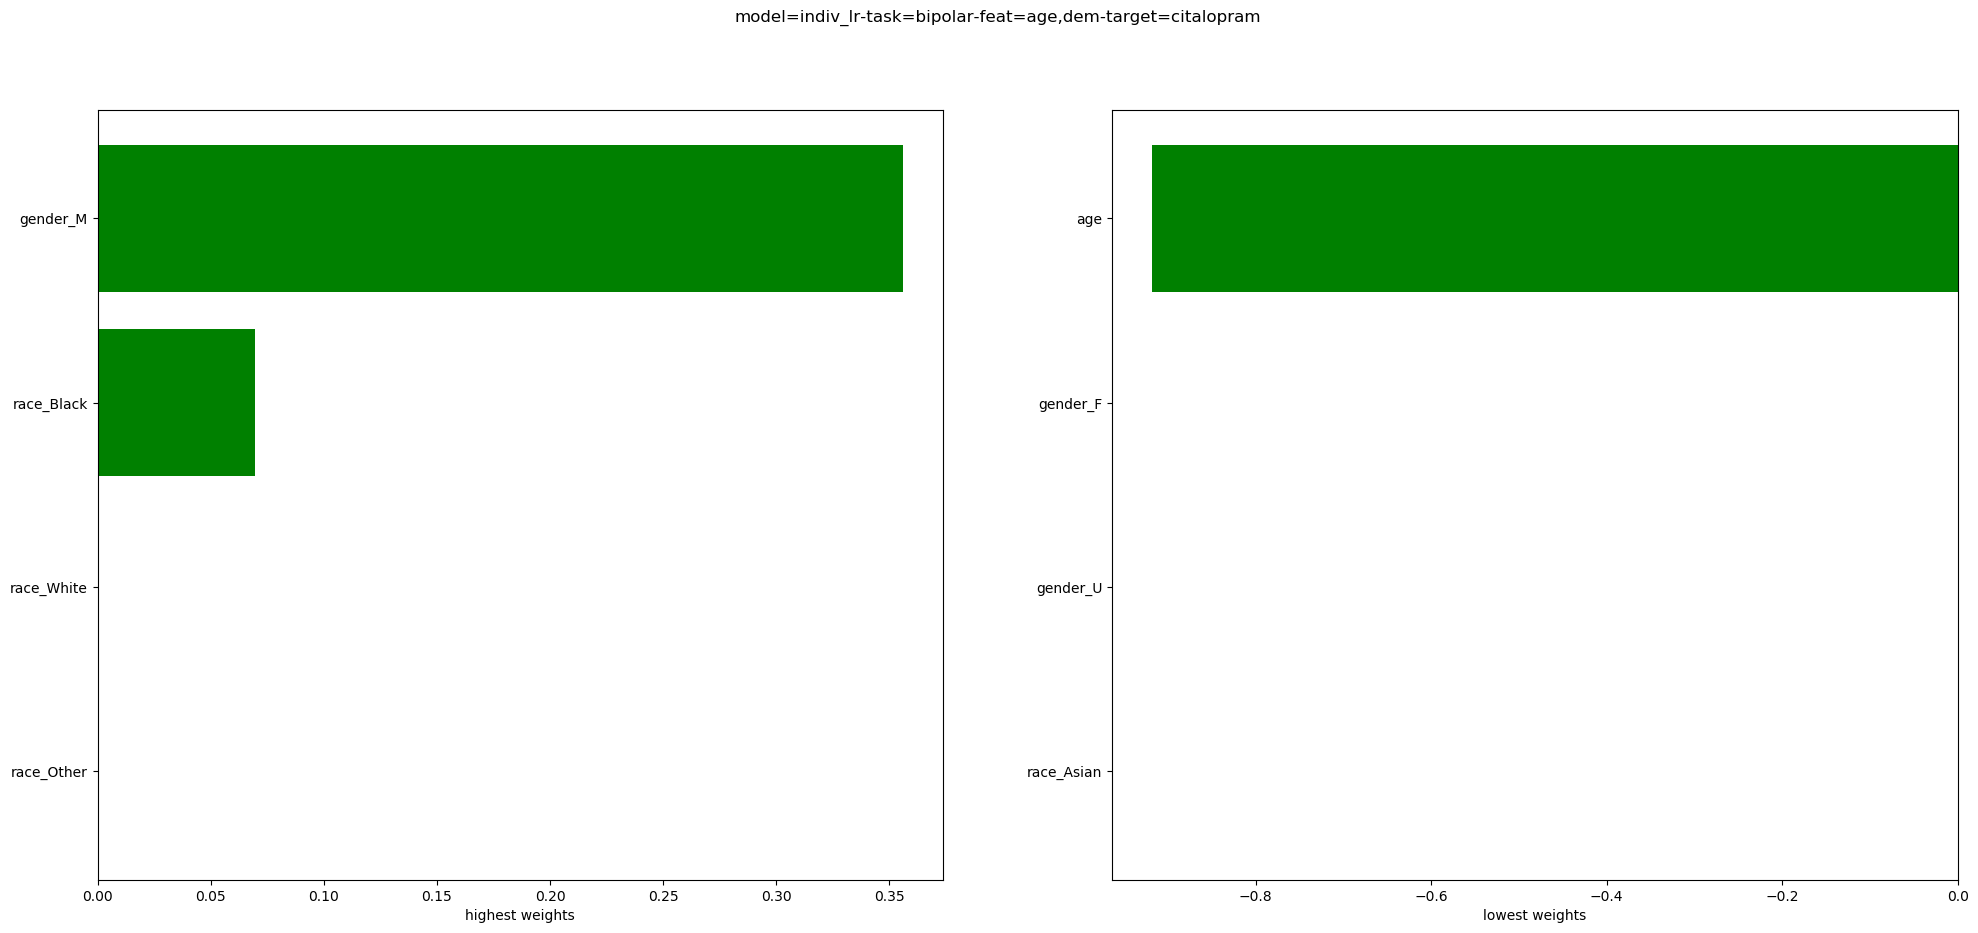 model=indiv_lr-task=bipolar-feat=age,dem-target=citalopram
gender_M
race_Black
race_White
race_Other
0.00 0.05 0.10 0.15 0.20 0.25 0.30 0.35
highest weights
age
gender_F
gender_U
race_Asian
−0.8 −0.6 −0.4 −0.2 0.0
lowest weights